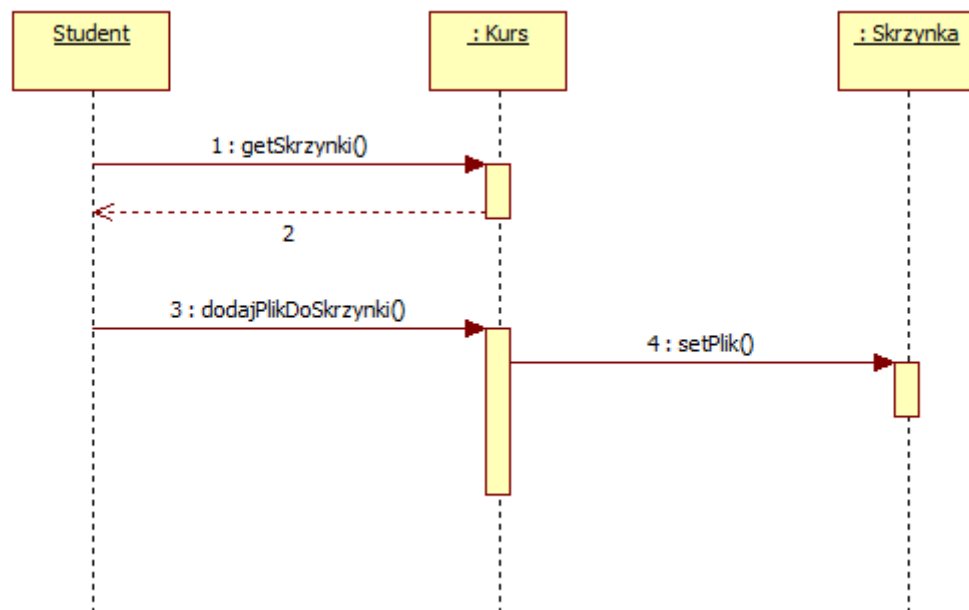 Student
: Kurs
: Skrzynka
1 : getSkrzynki()
2
3 : dodajPlikDoSkrzynki()
4 : setPlik()